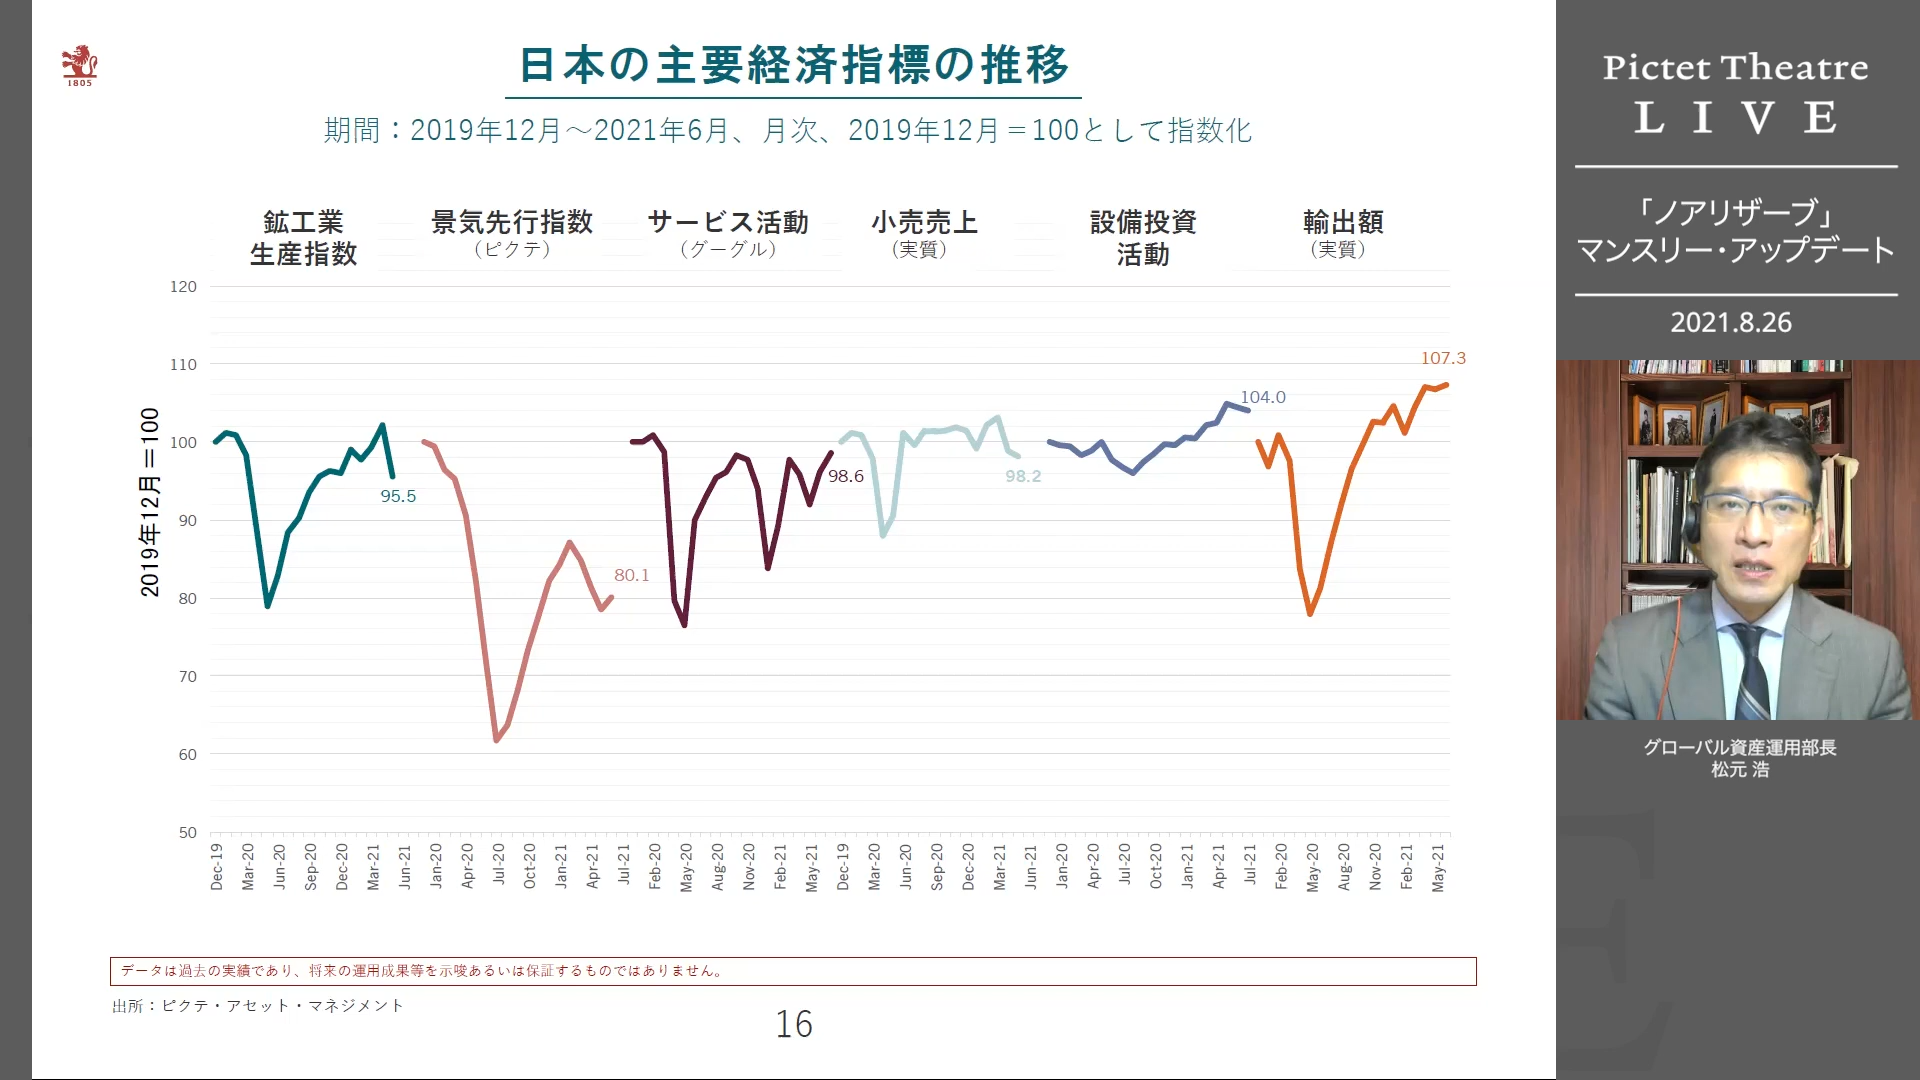 1805
日本の主要経済指標の推移
期間：2019年12月～2021年6月、月次、2019年12月＝100として指数化
鉱工業
生産指数
景気先行指数
（ピクテ）
サービス活動
（グーグル）
小売売上
（実質）
設備投資
活動
輸出額
（実質）
2019年12月＝100
120
110
100
90
80
70
60
50
95.5
80.1
98.6
98.2
104.0
107.3
Dec-19
Mar-20
Jun-20
Sep-20
Dec-20
Mar-21
Jun-21
Jan-20
Apr-20
Jul-20
Oct-20
Jan-21
Apr-21
Jul-21
Feb-20
May-20
Aug-20
Nov-20
Feb-21
May-21
Dec-19
Mar-20
Jun-20
Sep-20
Dec-20
Mar-21
Jun-21
Jan-20
Apr-20
Jul-20
Oct-20
Jan-21
Apr-21
Jul-21
Feb-20
May-20
Aug-20
Nov-20
Feb-21
May-21
データは過去の実績であり、将来の運用成果等を示唆あるいは保証するものではありません。
出所：ピクテ・アセット・マネジメント
16
Pictet Theatre
LIVE
「ノアリザーブ」
マンスリー・アップデート
2021.8.26
グローバル資産運用部長
松元 浩